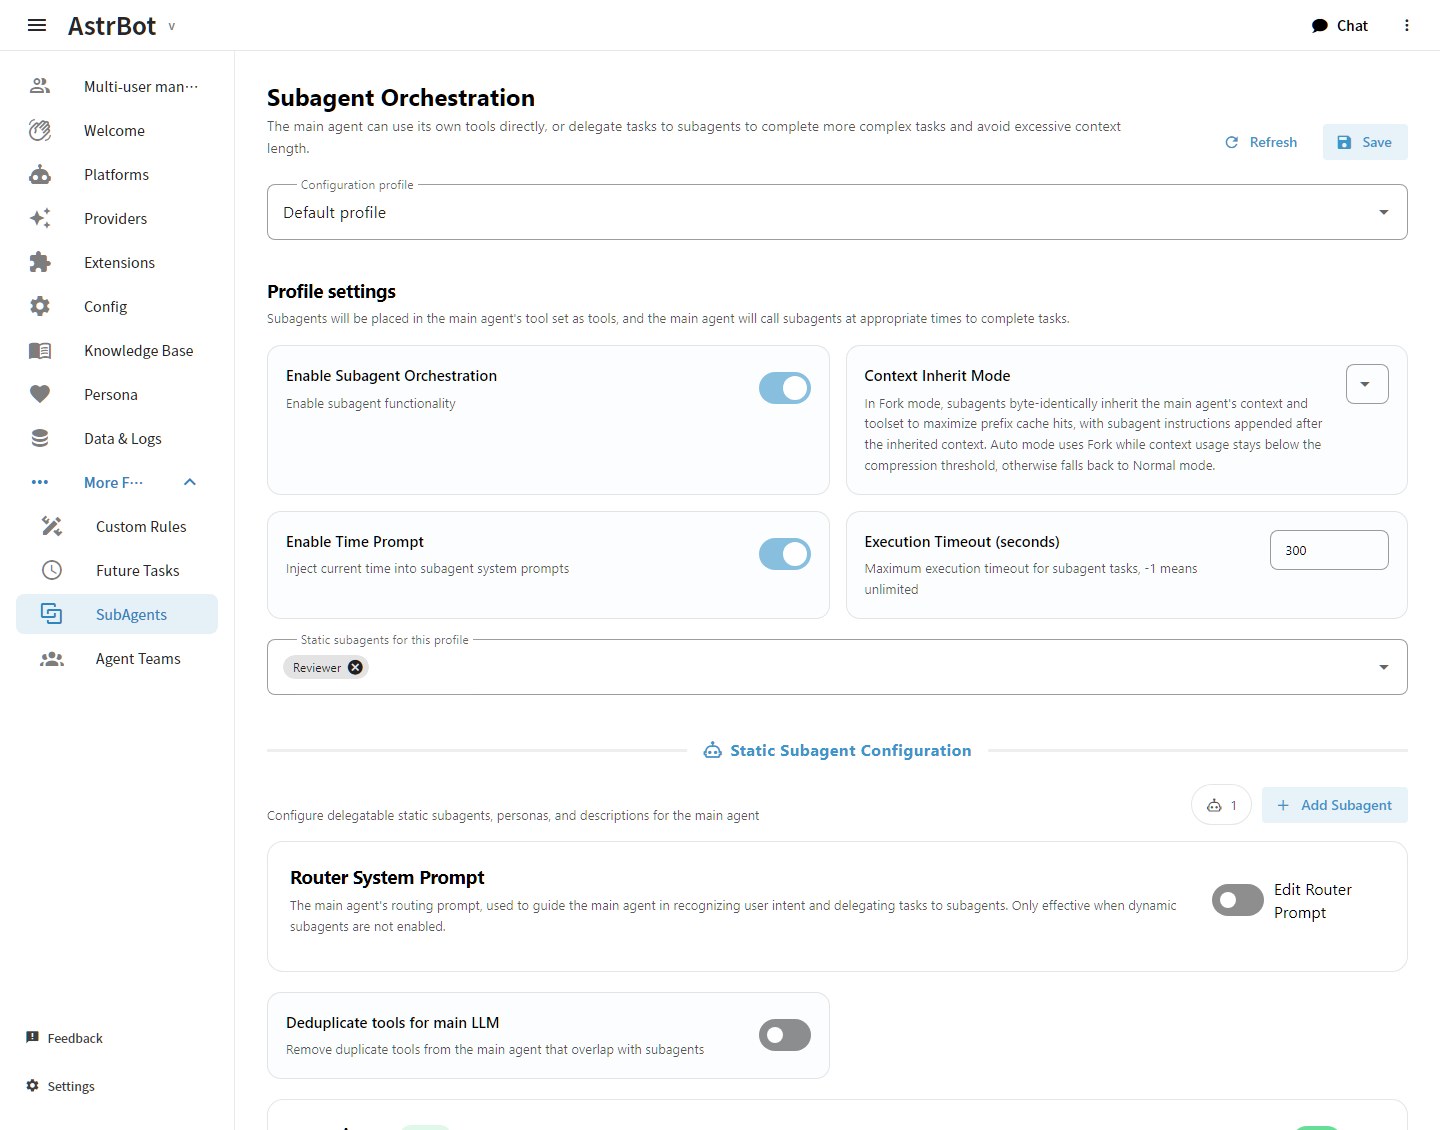 AstrBot v
Chat
Multi-user man···
Welcome
Platforms
Providers
Extensions
Config
Knowledge Base
Persona
Data & Logs
More F···
Custom Rules
Future Tasks
SubAgents
Agent Teams
Feedback
Settings
Subagent Orchestration
The main agent can use its own tools directly, or delegate tasks to subagents to complete more complex tasks and avoid excessive context
length.
Refresh
Save
Configuration profile
Default profile
Profile settings
Subagents will be placed in the main agent's tool set as tools, and the main agent will call subagents at appropriate times to complete tasks.
Enable Subagent Orchestration
Enable subagent functionality
Context Inherit Mode
In Fork mode, subagents byte-identically inherit the main agent's context and
toolset to maximize prefix cache hits, with subagent instructions appended after
the inherited context. Auto mode uses Fork while context usage stays below the
compression threshold, otherwise falls back to Normal mode.
Enable Time Prompt
Inject current time into subagent system prompts
Execution Timeout (seconds)
Maximum execution timeout for subagent tasks, -1 means
unlimited
300
Static subagents for this profile
Reviewer
Static Subagent Configuration
Configure delegatable static subagents, personas, and descriptions for the main agent
1
+ Add Subagent
Router System Prompt
The main agent's routing prompt, used to guide the main agent in recognizing user intent and delegating tasks to subagents. Only effective when dynamic
subagents are not enabled.
Edit Router
Prompt
Deduplicate tools for main LLM
Remove duplicate tools from the main agent that overlap with subagents